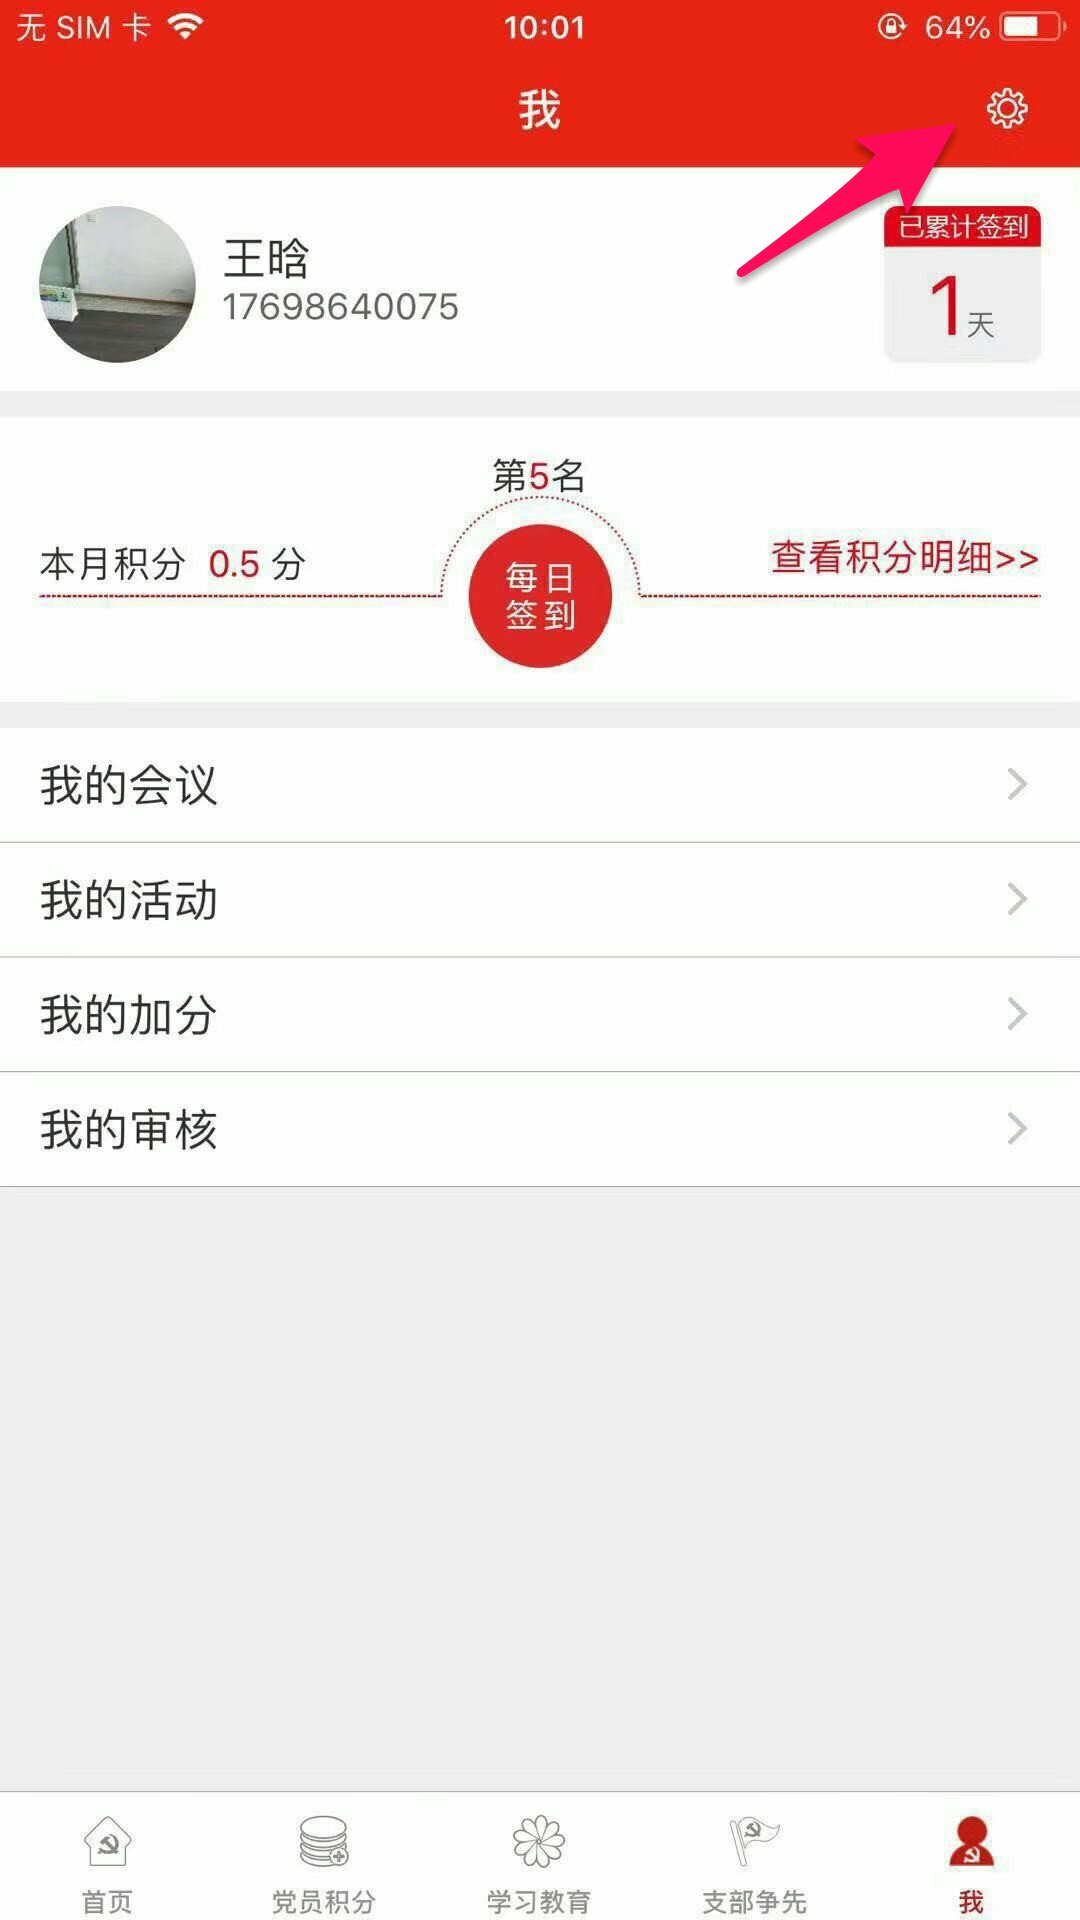 无 SIM 卡
10:01
64%
我
王晗
17698640075
已累计签到
1天
第5名
本月积分 0.5 分
每日
签到
查看积分明细>>
我的会议
我的活动
我的加分
我的审核
首页
党员积分
学习教育
支部争先
我